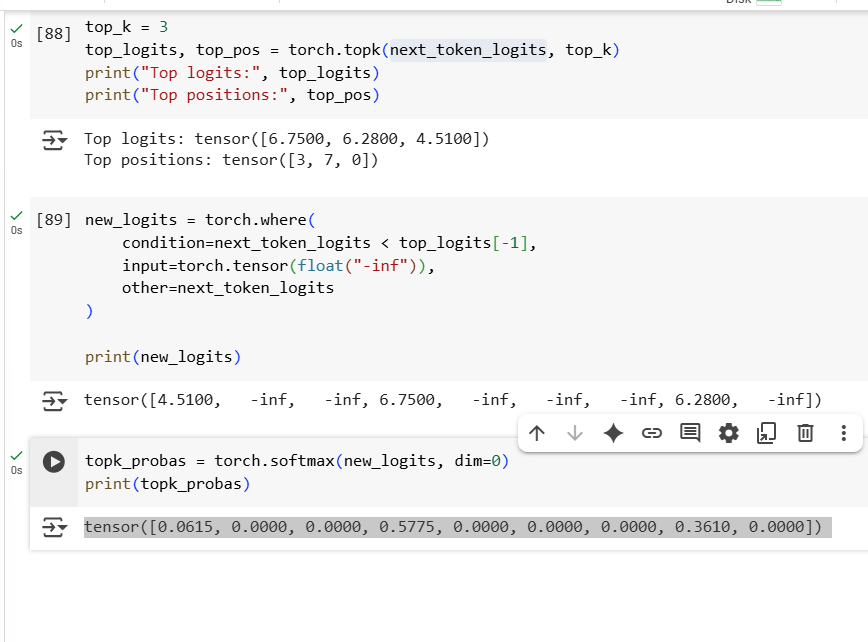 Disk
[88] top_k = 3
0s
top_logits, top_pos = torch.topk(next_token_logits, top_k)
print("Top logits:", top_logits)
print("Top positions:", top_pos)
Top logits: tensor([6.7500, 6.2800, 4.5100])
Top positions: tensor([3, 7, 0])
[89] new_logits = torch.where(
0s
    condition=next_token_logits < top_logits[-1],
    input=torch.tensor(float("-inf")),
    other=next_token_logits
)
print(new_logits)
tensor([4.5100,   -inf,   -inf, 6.7500,   -inf,   -inf,   -inf, 6.2800,   -inf])
topk_probas = torch.softmax(new_logits, dim=0)
0s
print(topk_probas)
tensor([0.0615, 0.0000, 0.0000, 0.5775, 0.0000, 0.0000, 0.0000, 0.3610, 0.0000])